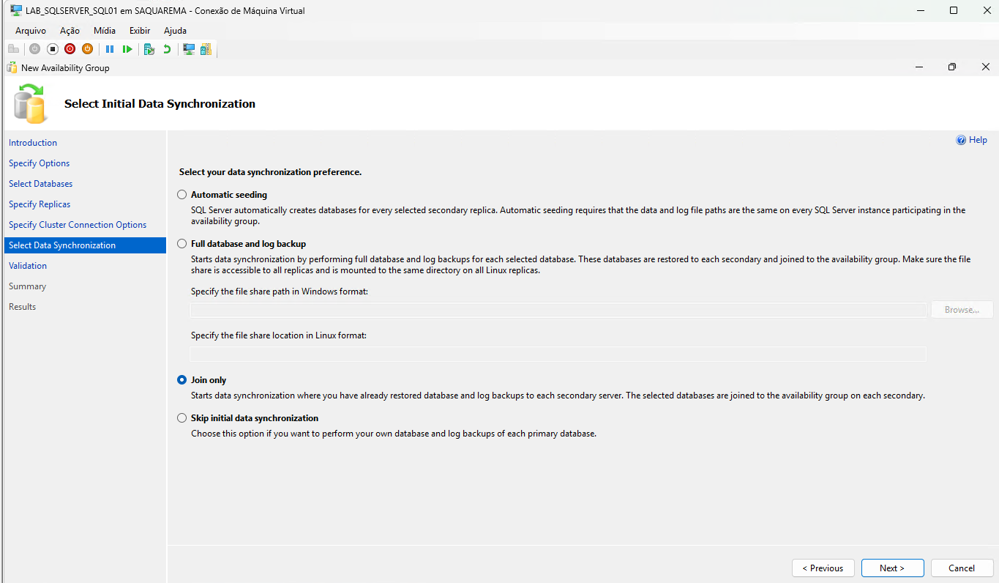 LAB_SQLSERVER_SQL01 em SAQUAREMA - Conexão de Máquina Virtual
Arquivo Ação Mídia Exibir Ajuda
New Availability Group
Select Initial Data Synchronization
Introduction
Specify Options
Select Databases
Specify Replicas
Specify Cluster Connection Options
Select Data Synchronization
Validation
Summary
Results
Help
Select your data synchronization preference.
Automatic seeding
SQL Server automatically creates databases for every selected secondary replica. Automatic seeding requires that the data and log file paths are the same on every SQL Server instance participating in the
availability group.
Full database and log backup
Starts data synchronization by performing full database and log backups for each selected database. These databases are restored to each secondary and joined to the availability group. Make sure the file
share is accessible to all replicas and is mounted to the same directory on all Linux replicas.
Specify the file share path in Windows format:
Browse...
Specify the file share location in Linux format:
Join only
Starts data synchronization where you have already restored database and log backups to each secondary server. The selected databases are joined to the availability group on each secondary.
Skip initial data synchronization
Choose this option if you want to perform your own database and log backups of each primary database.
< Previous Next > Cancel